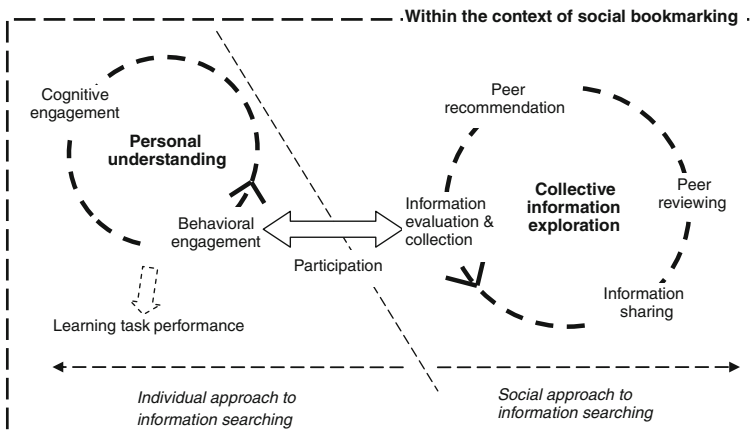 Within the context of social bookmarking
Cognitive
engagement
Personal
understanding
Behavioral
engagement
Participation
Learning task performance
Peer
recommendation
Information
evaluation &
collection
Collective
information
exploration
Peer
reviewing
Information
sharing
Individual approach to
information searching
Social approach to
information searching